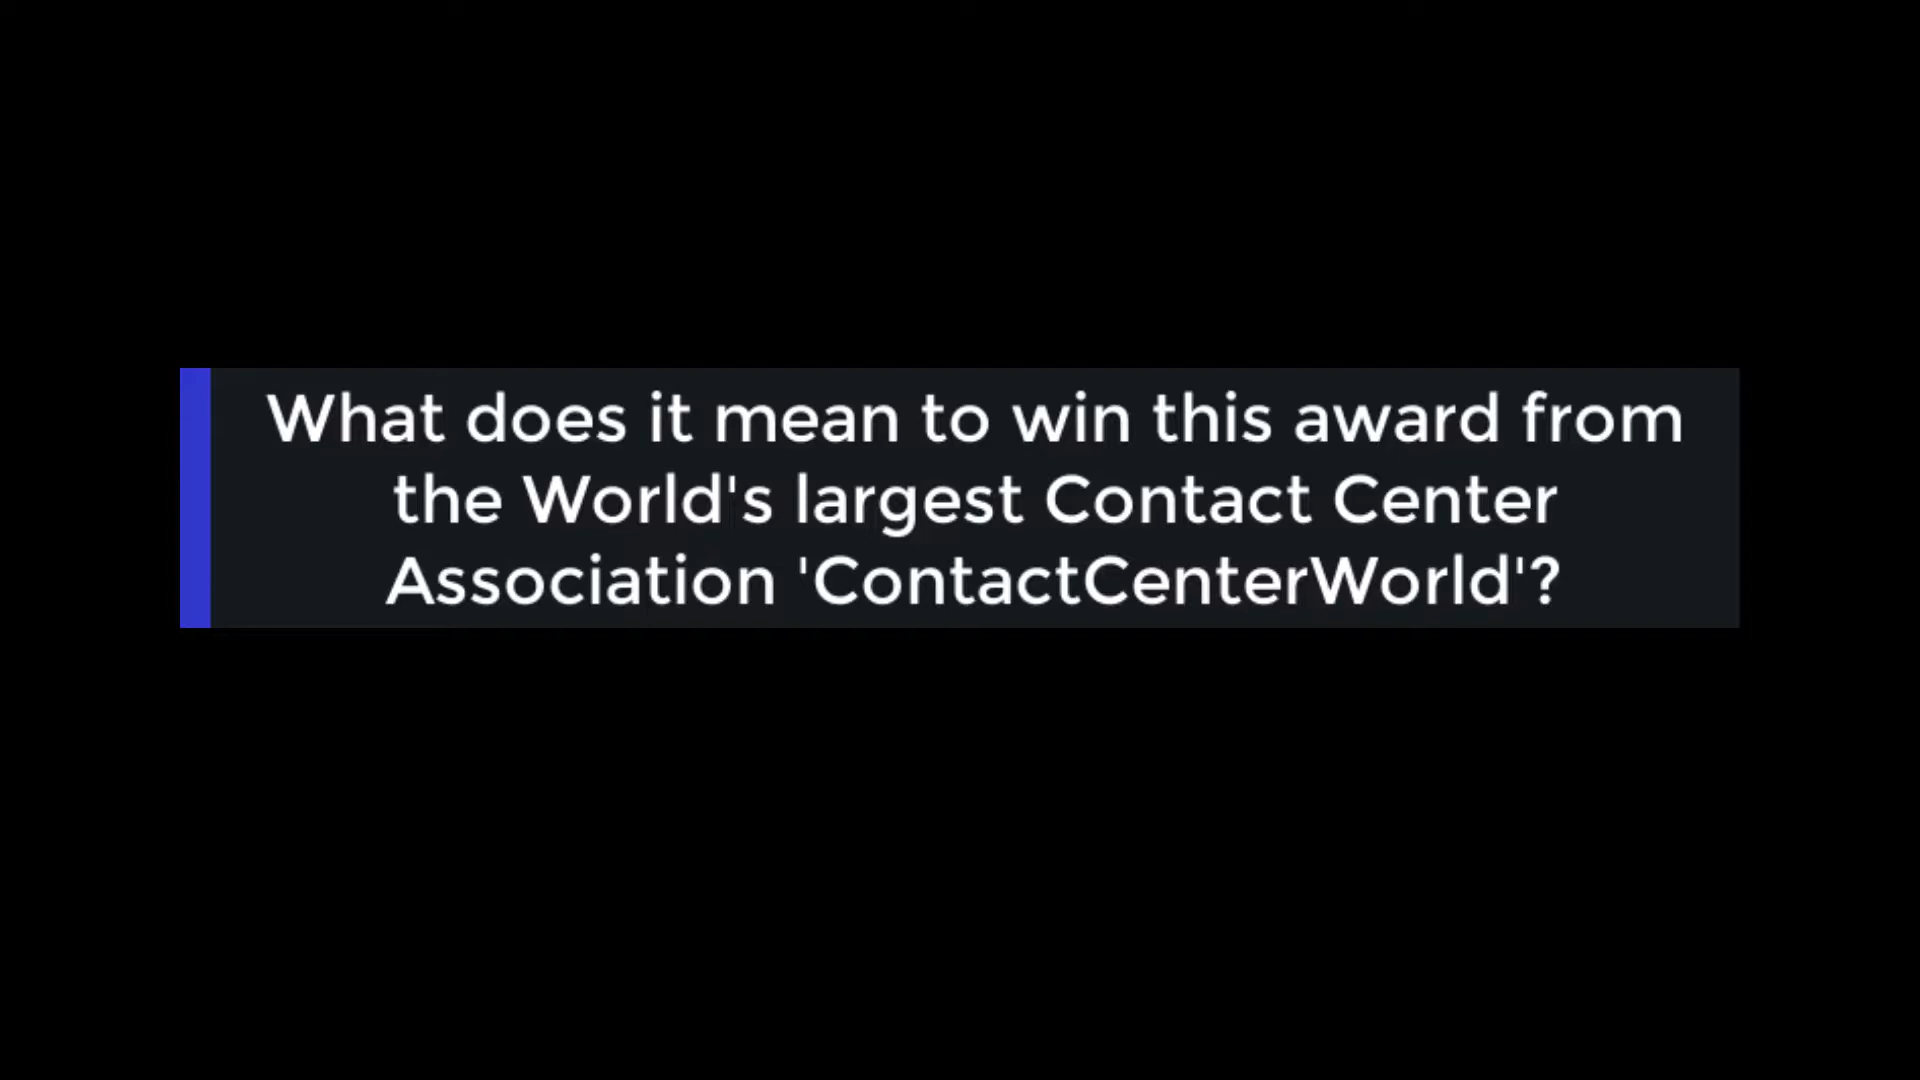 What does it mean to win this award from
the World's largest Contact Center
Association 'ContactCenterWorld'?